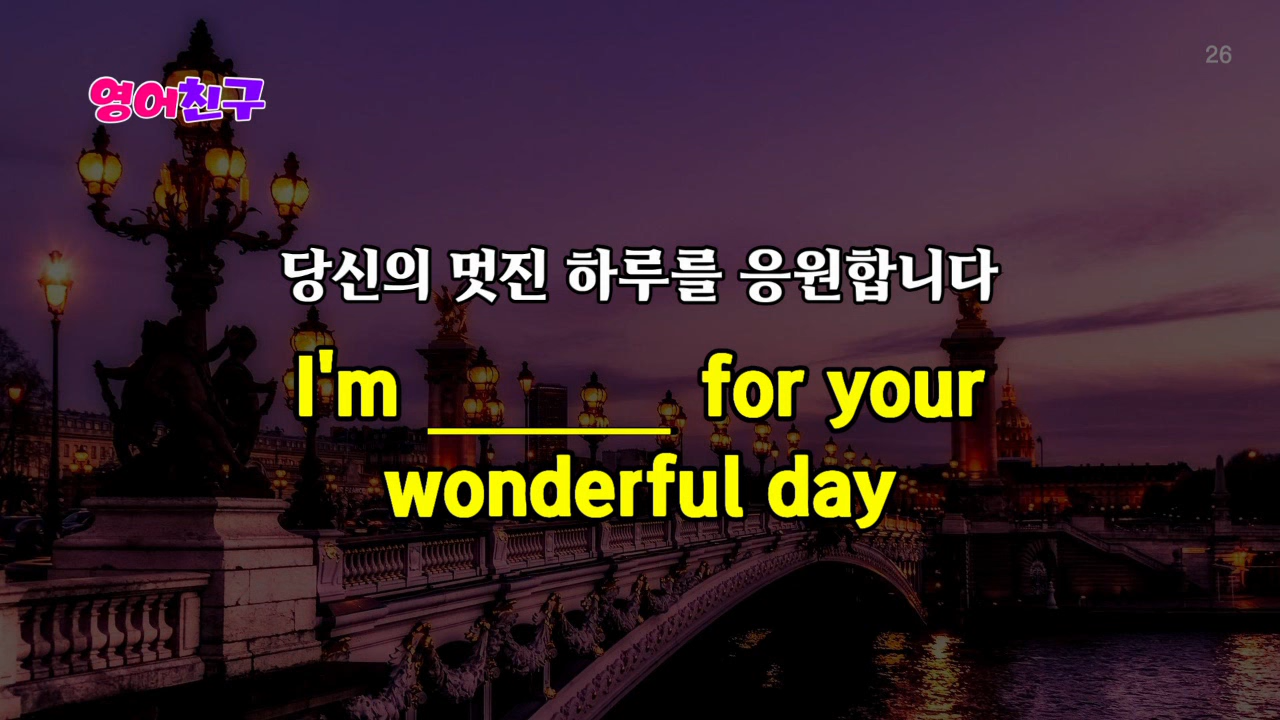 26
영어친구
당신의 멋진 하루를 응원합니다
I'm ________ for your
wonderful day